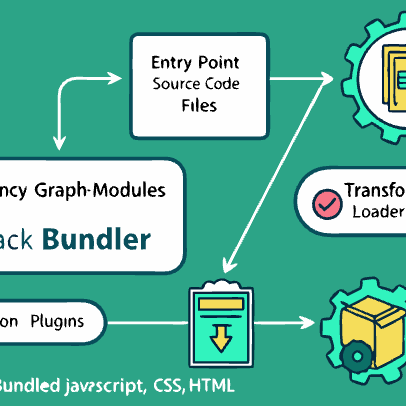 Entry Point
Source Code
Files
ncy Graph-Modules
ack Bundler
Transfo
Loader
on Plugins
Bundled javascript, CSS, HTML